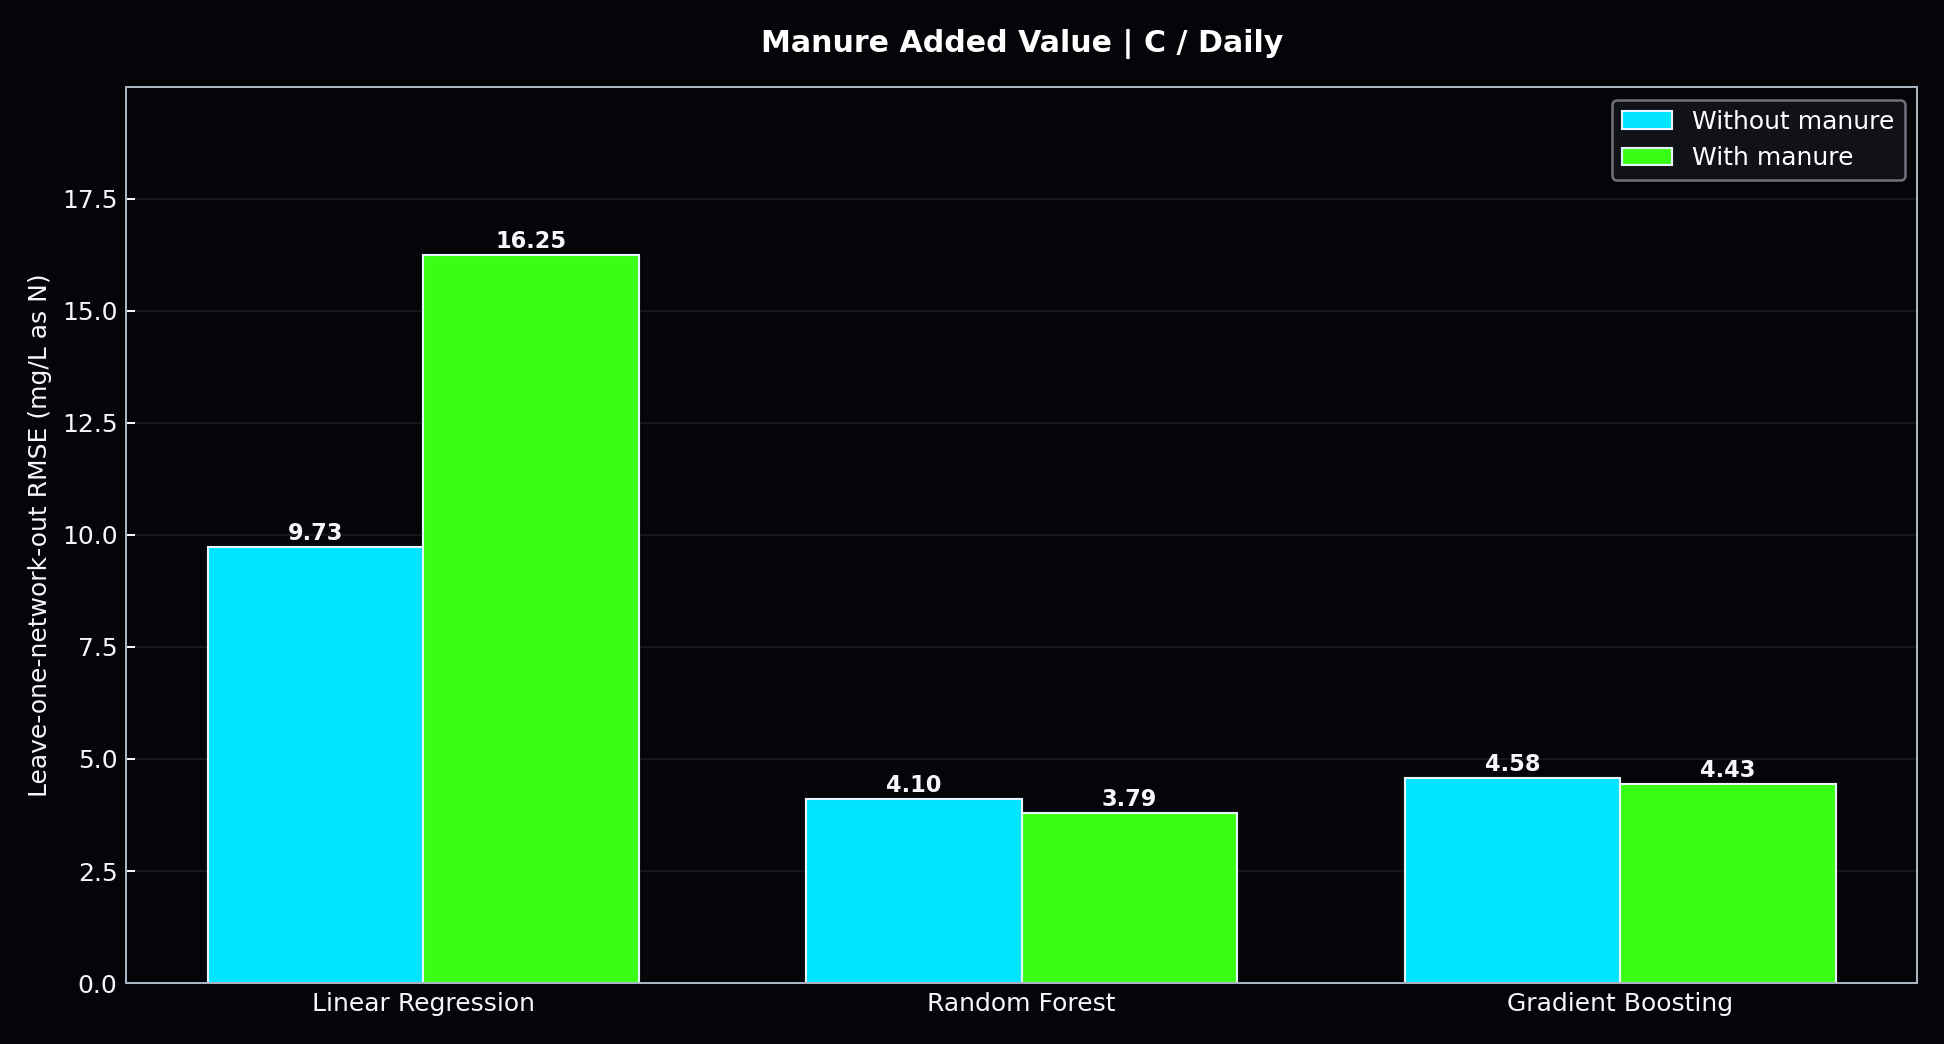 Manure Added Value | C / Daily
Without manure
With manure
Leave-one-network-out RMSE (mg/L as N)
17.5
15.0
12.5
10.0
7.5
5.0
2.5
0.0
9.73
16.25
4.10
3.79
4.58
4.43
Linear Regression
Random Forest
Gradient Boosting